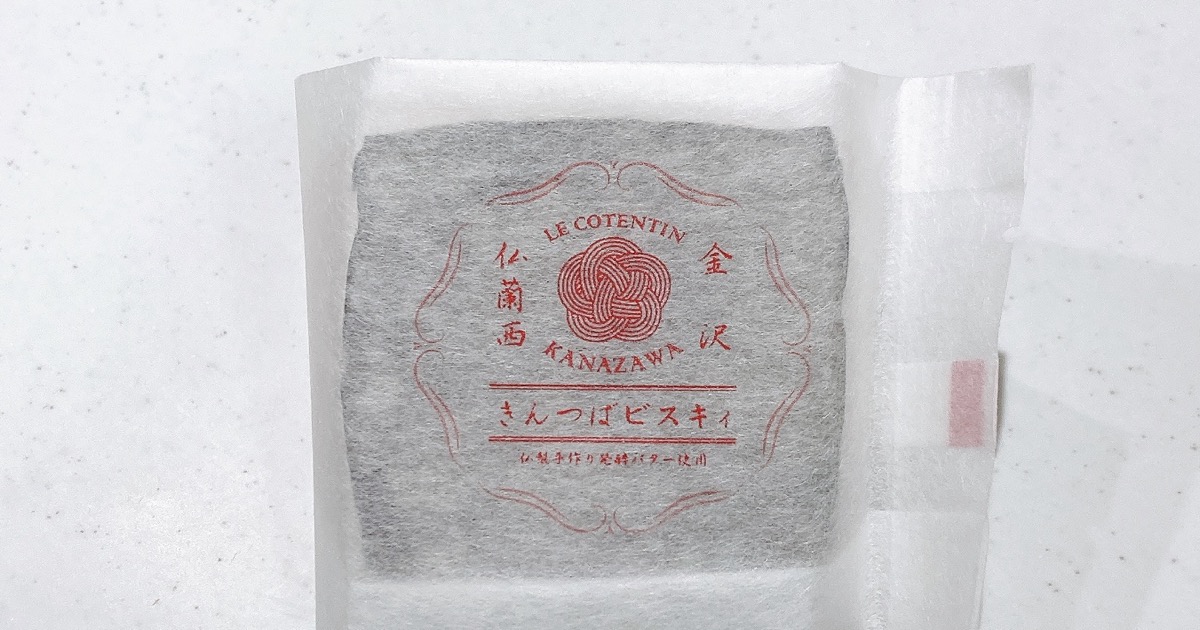 LE COTENTIN
金沢
仏蘭西
KANAZAWA
きんつばビスキィ
仏製手作り発酵バター使用